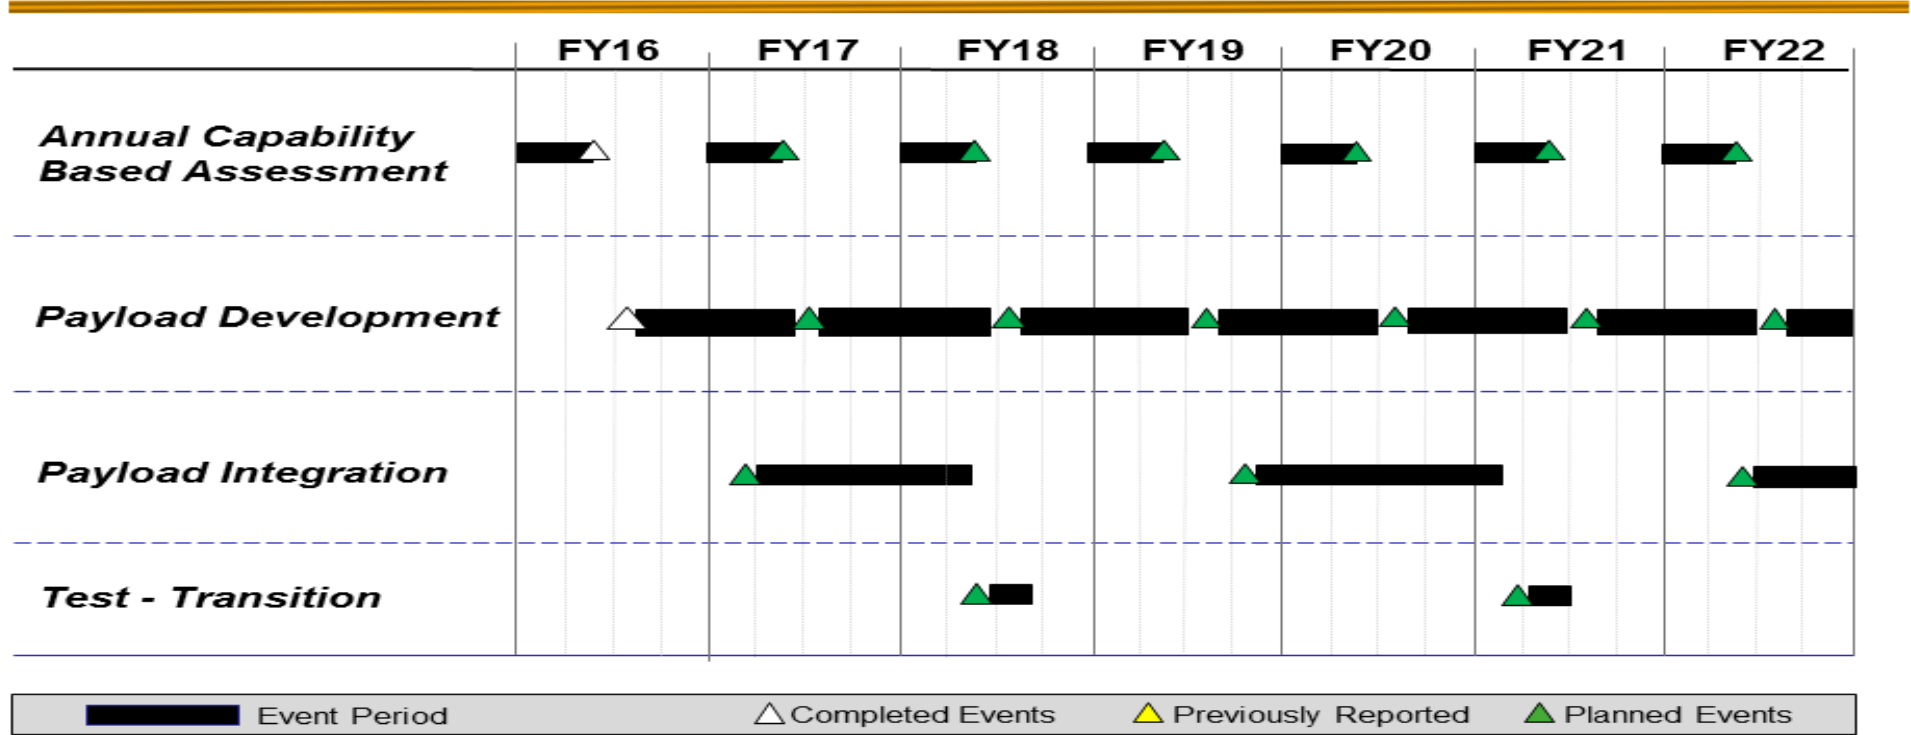 FY16 FY17 FY18 FY19 FY20 FY21 FY22
Annual Capability
Based Assessment
Payload Development
Payload Integration
Test - Transition
Event Period Completed Events Previously Reported Planned Events